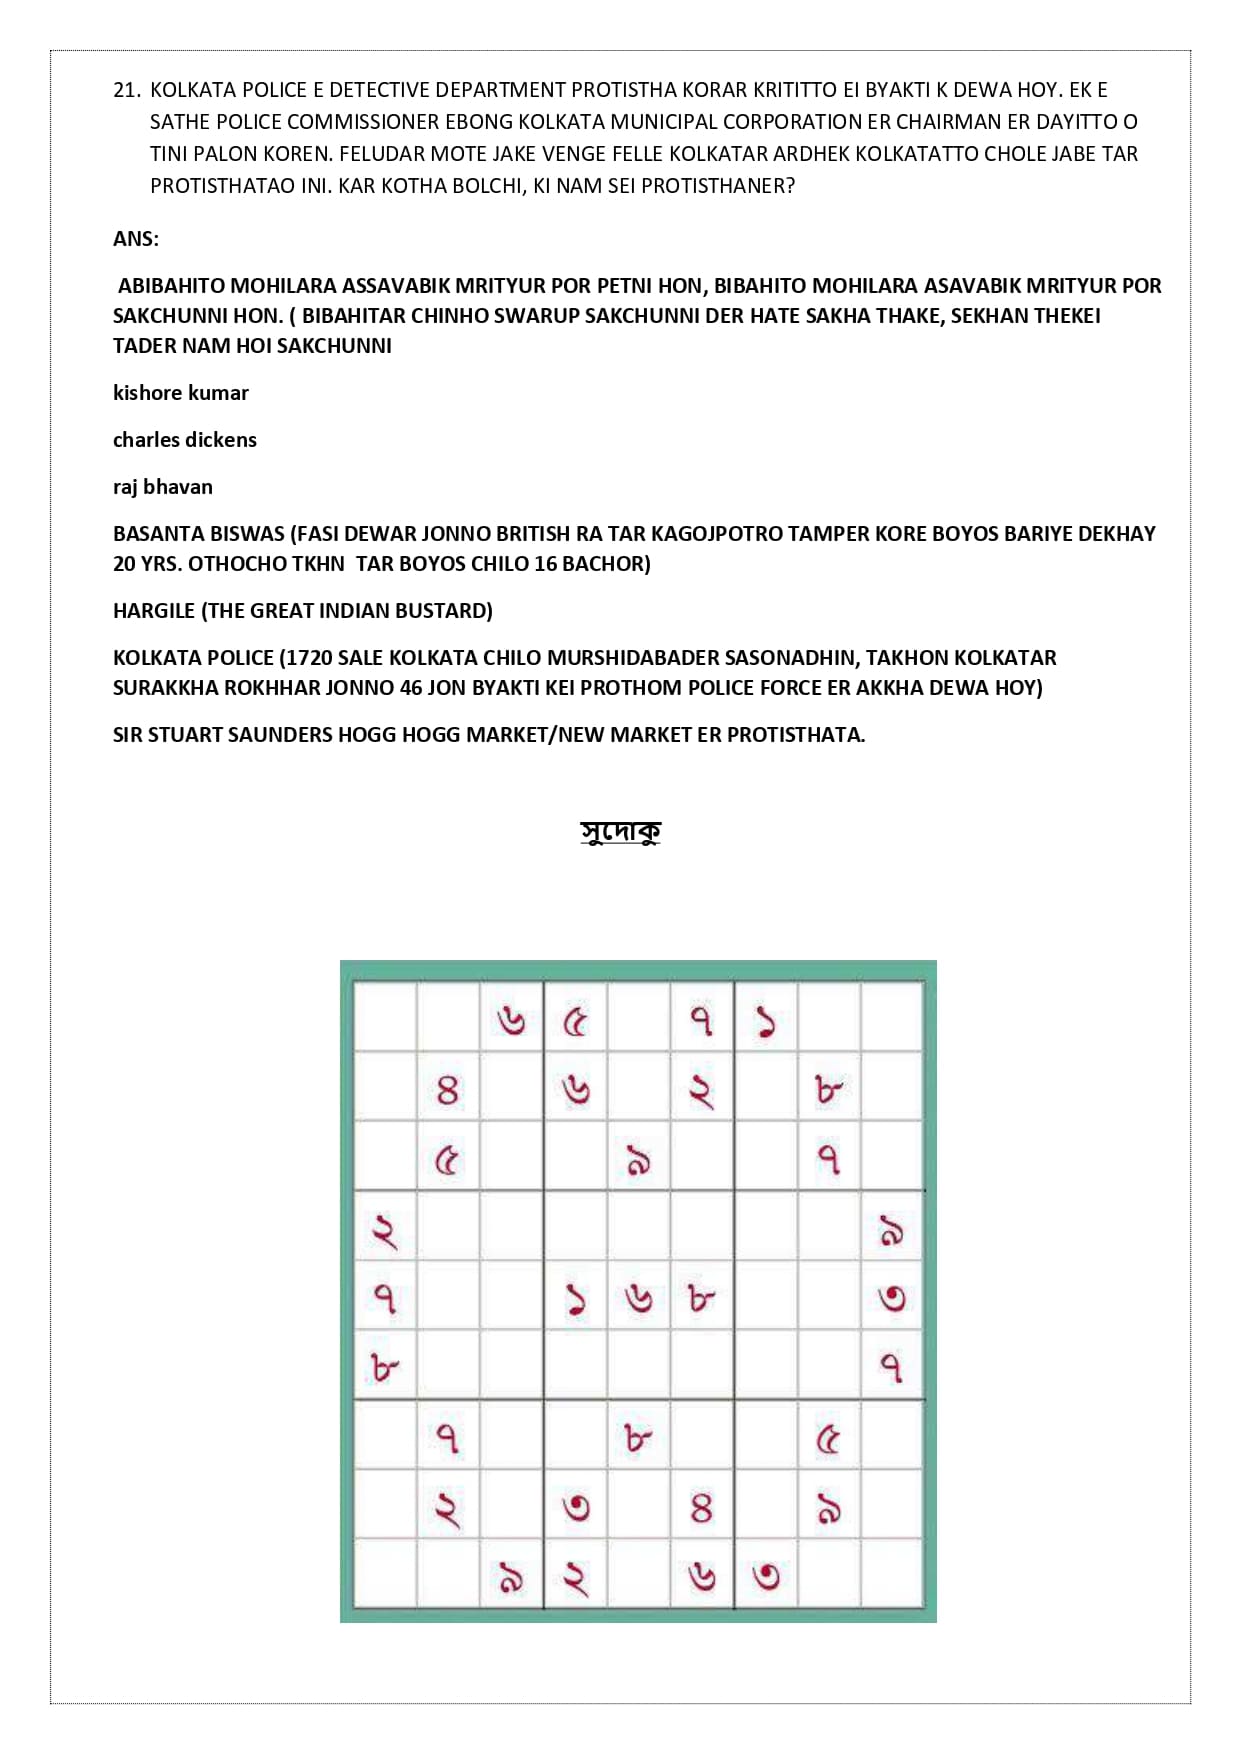 21. KOLKATA POLICE E DETECTIVE DEPARTMENT PROTISTHA KORAR KRITITTO EI BYAKTI K DEWA HOY. EK E
SATHE POLICE COMMISSIONER EBONG KOLKATA MUNICIPAL CORPORATION ER CHAIRMAN ER DAYITTO O
TINI PALON KOREN. FELUDAR MOTE JAKE VENGE FELLE KOLKATAR ARDHEK KOLKATATTO CHOLE JABE TAR
PROTISTHATAO INI. KAR KOTHA BOLCHI, KI NAM SEI PROTISTHANER?
ANS:
ABIBAHITO MOHILARA ASSAVABIK MRITYUR POR PETNI HON, BIBAHITO MOHILARA ASAVABIK MRITYUR POR
SAKCHUNNI HON. ( BIBAHITAR CHINHO SWARUP SAKCHUNNI DER HATE SAKHA THAKE, SEKHAN THEKEI
TADER NAM HOI SAKCHUNNI
kishore kumar
charles dickens
raj bhavan
BASANTA BISWAS (FASI DEWAR JONNO BRITISH RA TAR KAGOJPOTRO TAMPER KORE BOYOS BARIYE DEKHAY
20 YRS. OTHOCHO TKHN TAR BOYOS CHILO 16 BACHOR)
HARGILE (THE GREAT INDIAN BUSTARD)
KOLKATA POLICE (1720 SALE KOLKATA CHILO MURSHIDABADER SASONADHIN, TAKHON KOLKATAR
SURAKKHA ROKHHAR JONNO 46 JON BYAKTI KEI PROTHOM POLICE FORCE ER AKKHA DEWA HOY)
SIR STUART SAUNDERS HOGG HOGG MARKET/NEW MARKET ER PROTISTHATA.
সুদোকু
৬ ৫ ৭ ১
৪ ৬ ২ ৮
৫ ৯ ৭
২ ৯
৭ ১ ৬ ৮ ৩
৮ ৭
৭ ৮ ৫
২ ৩ ৪ ৯
৯ ২ ৬ ৩